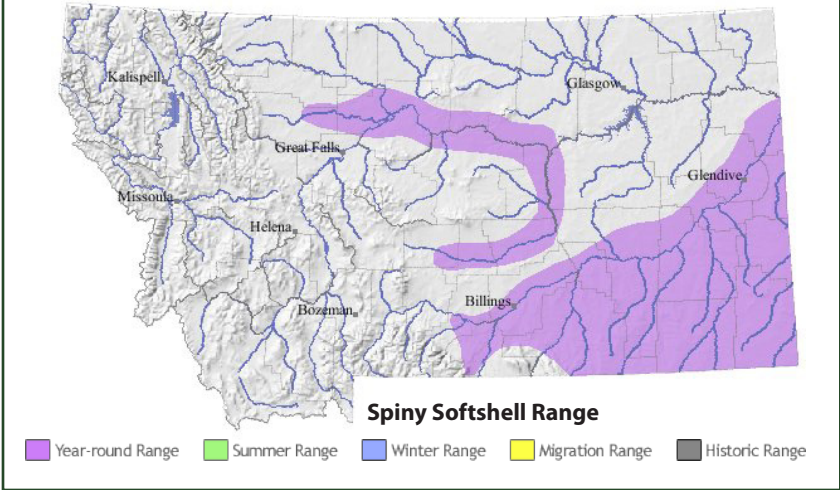 Kalispell
Glasgow
Great Falls
Glendive
Missoula
Helena
Billings
Bozeman
Spiny Softshell Range
Year-round Range Summer Range Winter Range Migration Range Historic Range